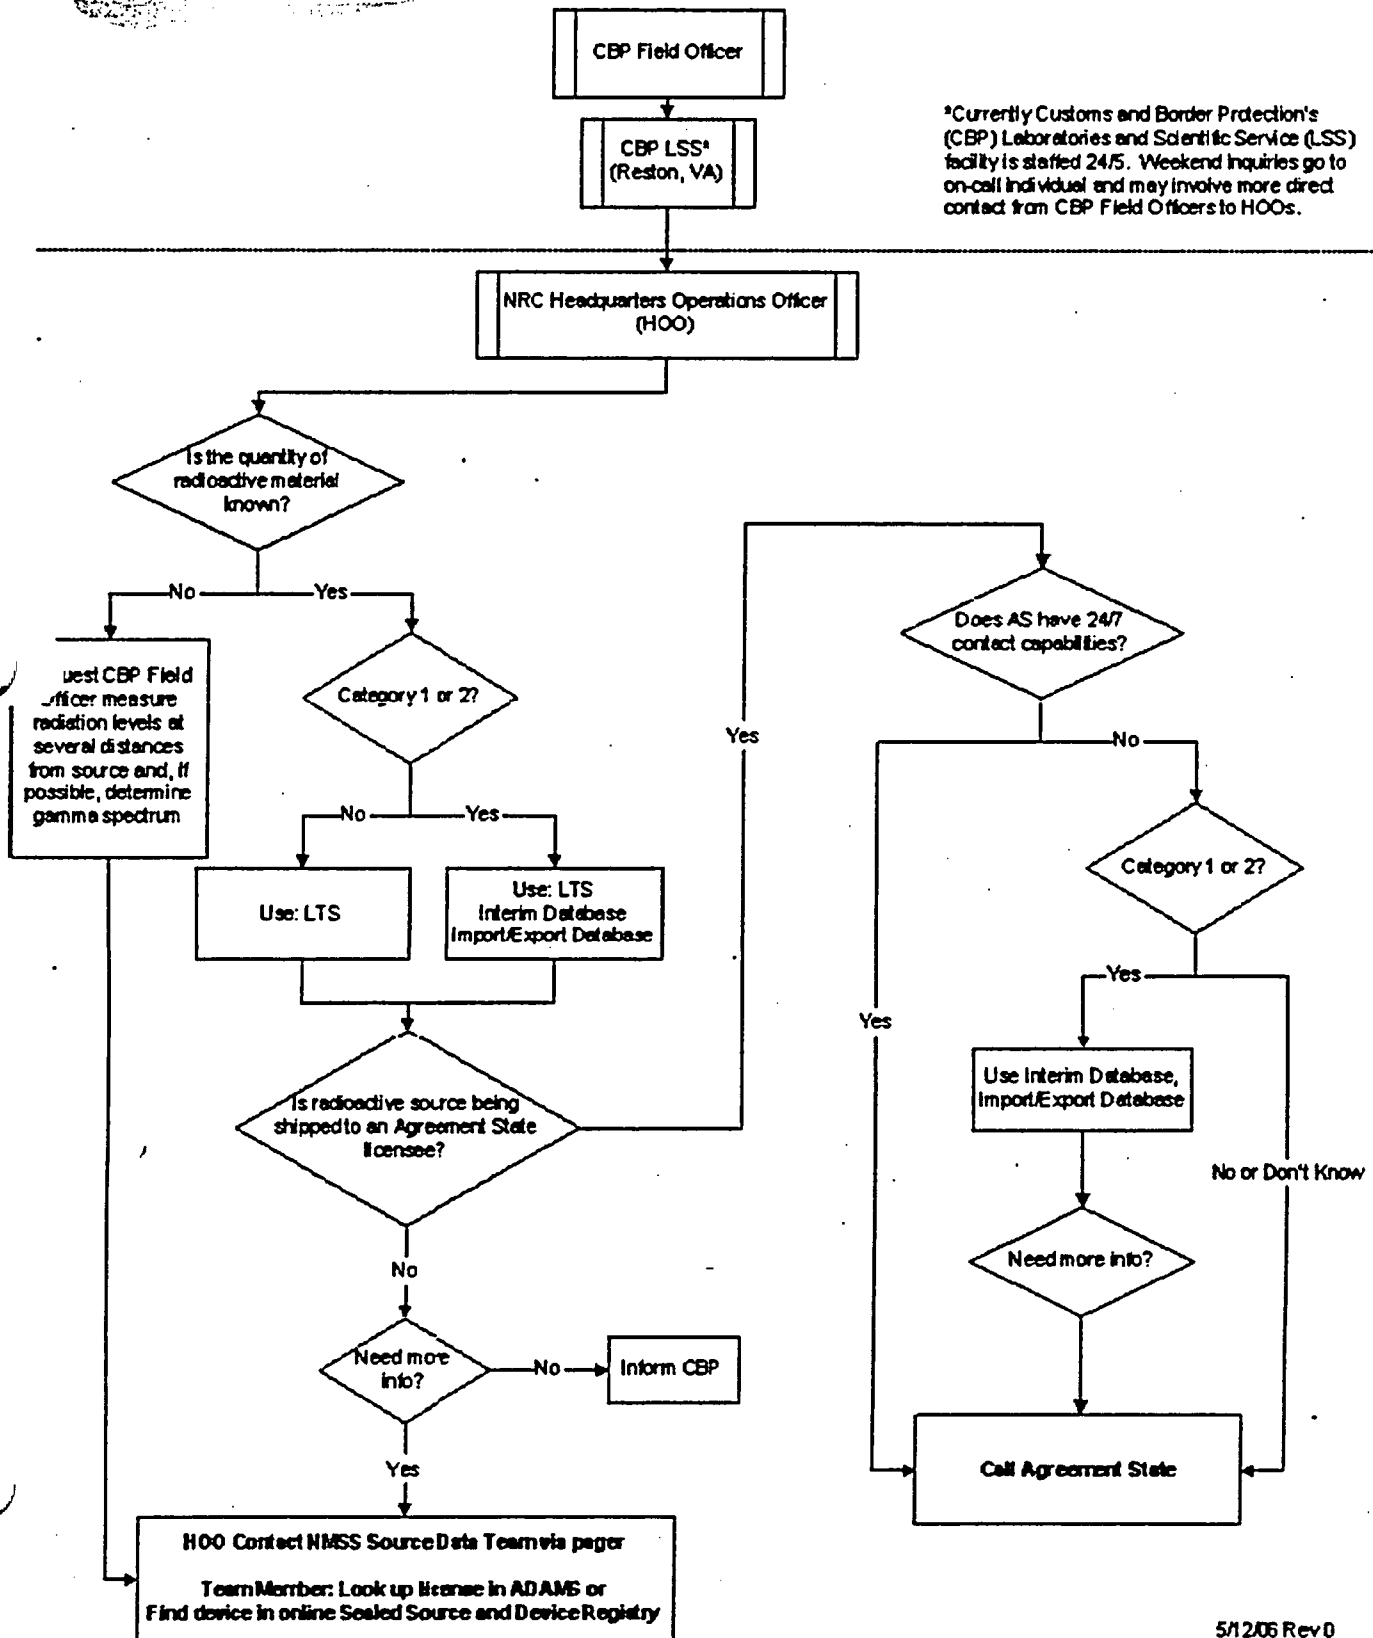 CBP Field Officer
CBP LSS*
(Reston, VA)
*Currently Customs and Border Protection's
(CBP) Laboratories and Scientific Service (LSS)
facility is staffed 24/5. Weekend inquiries go to
on-call individual and may involve more direct
contact from CBP Field Officers to HOOs.
NRC Headquarters Operations Officer
(HOO)
Is the quantity of
radioactive material
known?
No
Yes
uest CBP Field
fficer measure
radiation levels at
several distances
from source and, if
possible, determine
gamma spectrum
Category 1 or 2?
No
Yes
Use: LTS
Use: LTS
Interim Database
Import/Export Database
Is radioactive source being
shipped to an Agreement State
licensee?
Yes
No
Need more
info?
No
Inform CBP
Yes
HOO Contact NMSS Source Data Team via pager
Team Member: Look up license in ADAMS or
Find device in online Sealed Source and Device Registry
Does AS have 24/7
contact capabilities?
No
Yes
Category 1 or 2?
Yes
No or Don't Know
Use Interim Database,
Import/Export Database
Need more info?
Call Agreement State
5/12/06 Rev 0